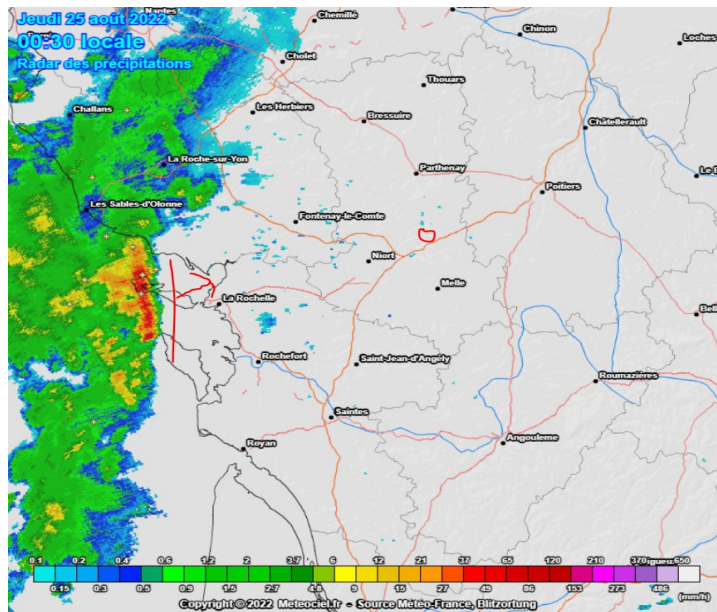 Jeudi 25 août 2022
00:30 locale
Radar des précipitations
Nantes
Chemillé
Chinon
Loches
Cholet
Thouars
Challans
Les Herbiers
Bressuire
Châtellerault
La Roche-sur-Yon
Parthenay
Poitiers
Le B
Les Sables-d'Olonne
Fontenay-le-Comte
Niort
Melle
La Rochelle
Bell
Rochefort
Saint-Jean-d'Angély
Roumazières
Saintes
Angouleme
Royan
0.1 0.2 0.4 0.6 1.2 2 3.7 6 12 21 37 65 120 210 370 igueux 650
0.15 0.3 0.5 0.9 1.5 2.7 4.8 9 15 27 49 86 153 273 486 (mm/h)
Copyright © 2022 Meteociel.fr - Source Météo-France, Blitzortung